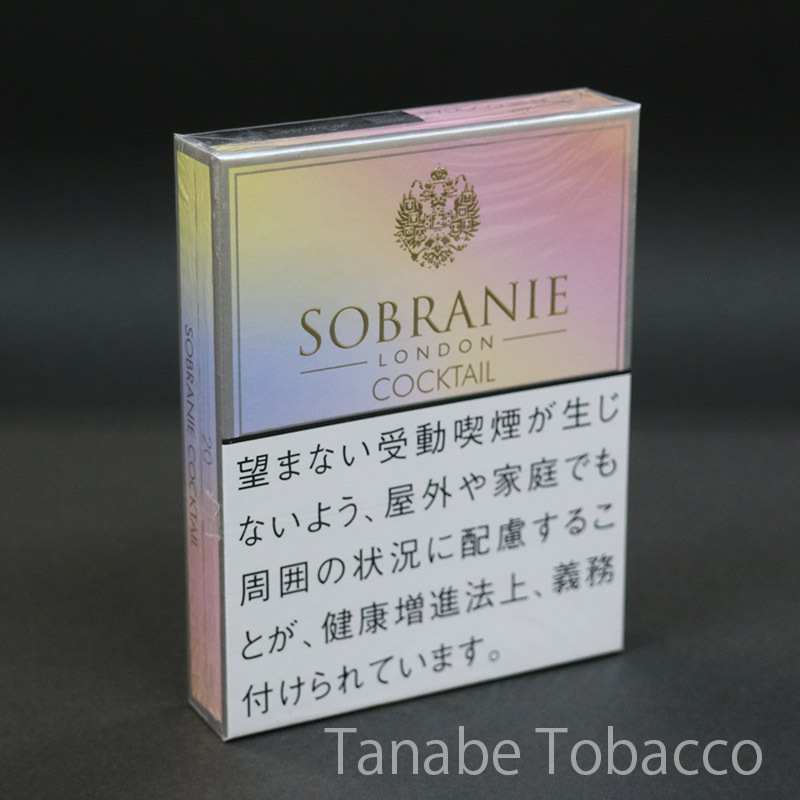 SOBRANIE
LONDON
COCKTAIL
望まない受動喫煙が生じ
ないよう、屋外や家庭でも
周囲の状況に配慮するこ
とが、健康増進法上、義務
付けられています。
20
SOBRANIE COCKTAIL
Tanabe Tobacco